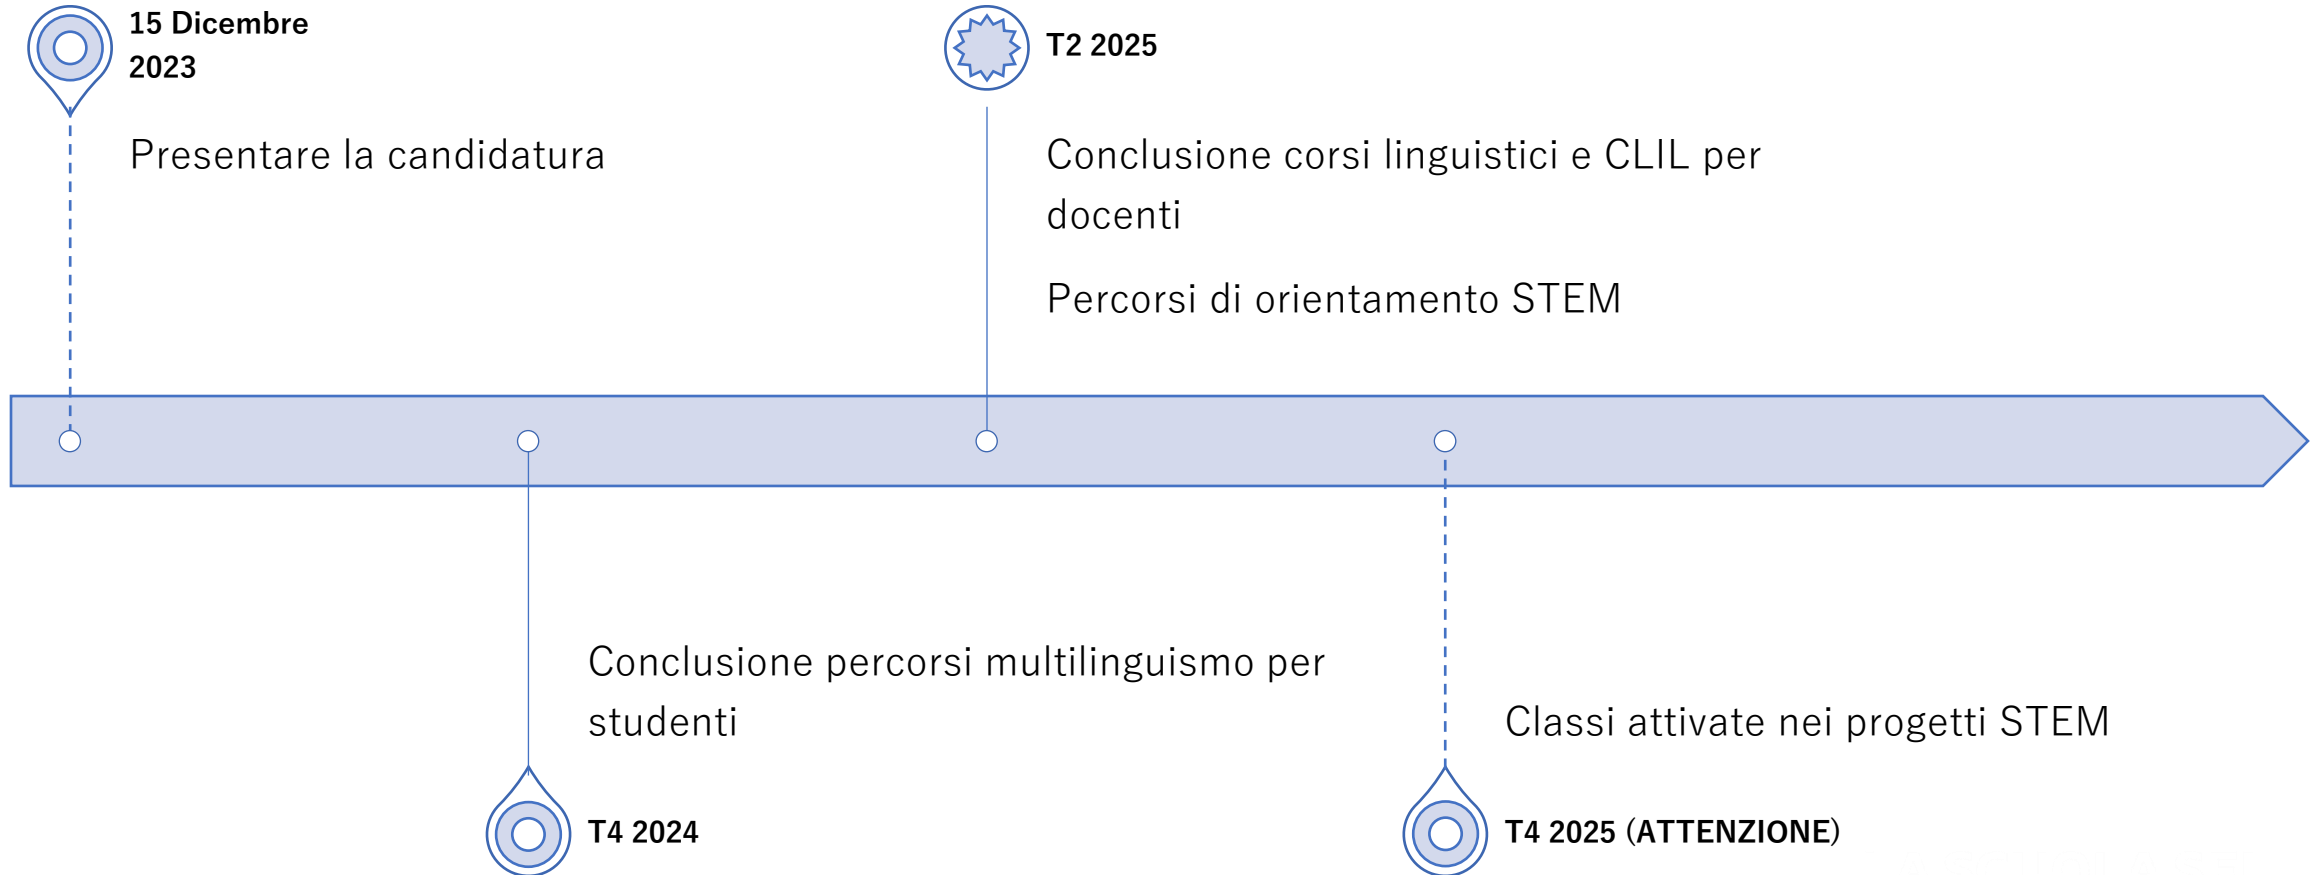 15 Dicembre
2023
Presentare la candidatura
T2 2025
Conclusione corsi linguistici e CLIL per
docenti
Percorsi di orientamento STEM
Conclusione percorsi multilinguismo per
studenti
T4 2024
Classi attivate nei progetti STEM
T4 2025 (ATTENZIONE)